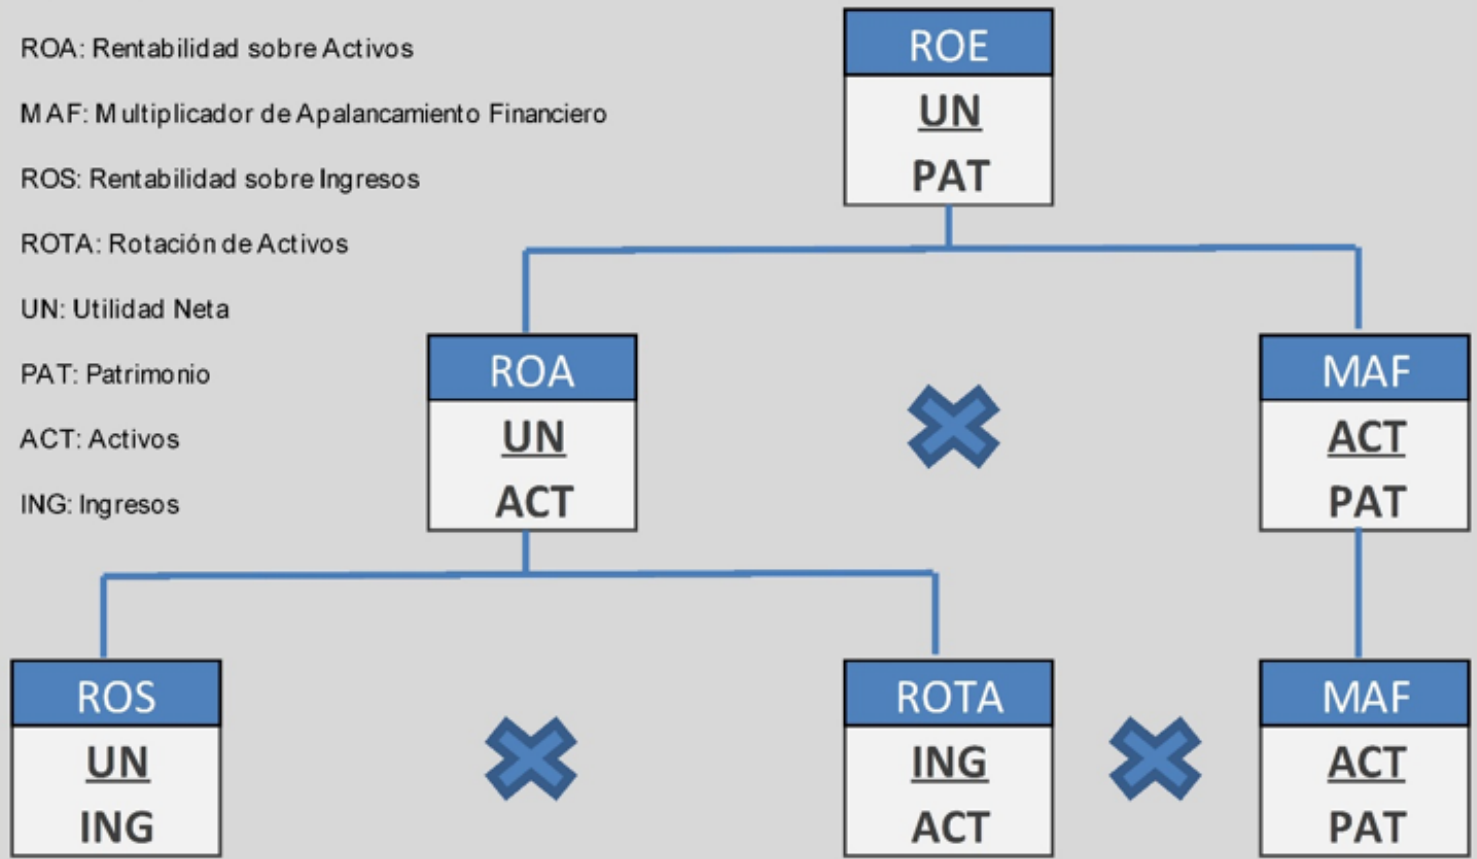 ROA: Rentabilidad sobre Activos
MAF: Multiplicador de Apalancamiento Financiero
ROS: Rentabilidad sobre Ingresos
ROTA: Rotación de Activos
UN: Utilidad Neta
PAT: Patrimonio
ACT: Activos
ING: Ingresos
ROE
UN
PAT
ROA
UN
ACT
MAF
ACT
PAT
ROS
UN
ING
ROTA
ING
ACT
MAF
ACT
PAT